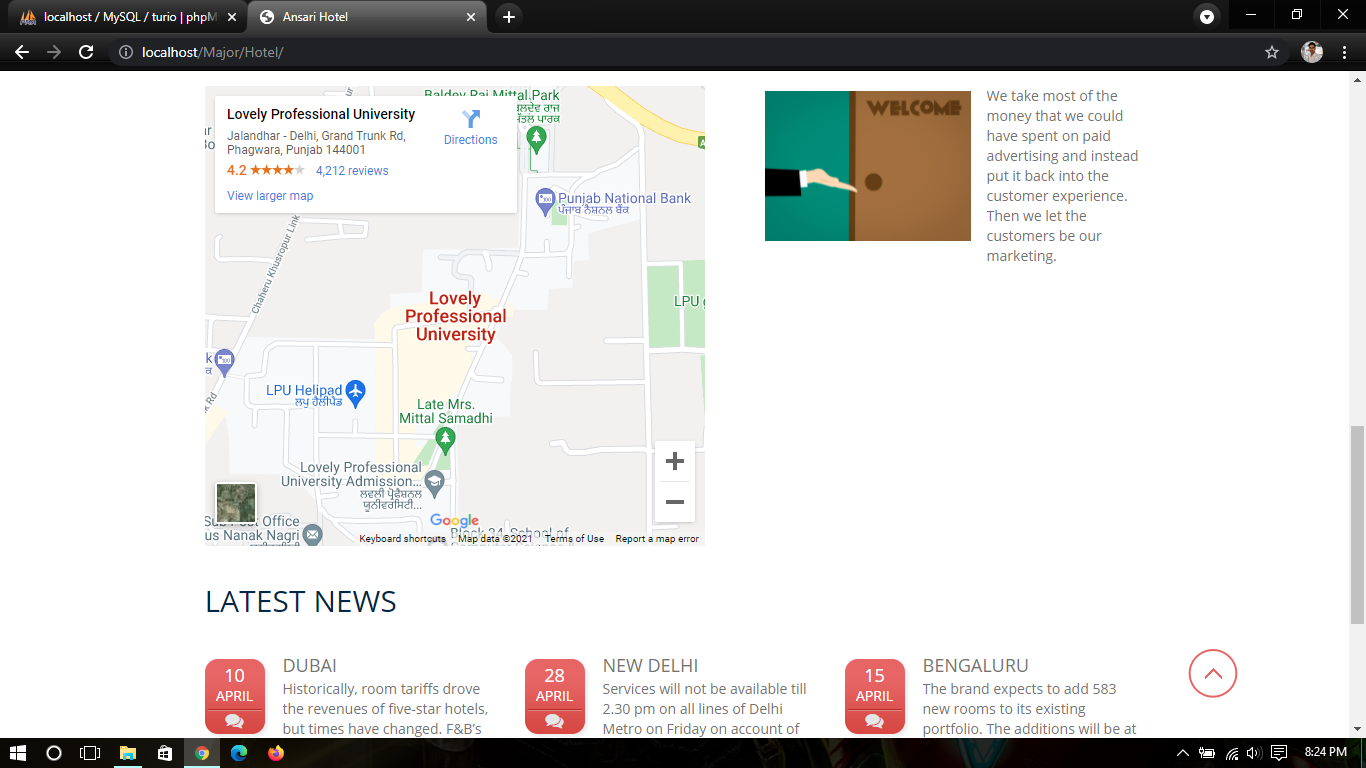 localhost / MySQL / turio | phpM
Ansari Hotel
localhost/Major/Hotel/
Lovely Professional University
Jalandhar - Delhi, Grand Trunk Rd,
Phagwara, Punjab 144001
4.2
4,212 reviews
View larger map
Directions
Baldev Raj Mittal Park
ਬਲਦੇਵ ਰਾਜ
ਮਿੱਤਲ ਪਾਰਕ
Punjab National Bank
ਪੰਜਾਬ ਨੈਸ਼ਨਲ ਬੈਂਕ
Chaheru Khusropur Link
Lovely
Professional
University
LPU
LPU Helipad
ਲਪੂ ਹੈਲੀਪੈਡ
Late Mrs.
Mittal Samadhi
Lovely Professional
University Admission...
ਲਵਲੀ ਪ੍ਰੋਫੈਸ਼ਨਲ
ਯੂਨੀਵਰਸਿਟੀ...
Post Office
us Nanak Nagri
Google
Block 34, School of
Keyboard shortcuts
Map data ©2021
Terms of Use
Report a map error
WELCOME
We take most of the
money that we could
have spent on paid
advertising and instead
put it back into the
customer experience.
Then we let the
customers be our
marketing.
LATEST NEWS
10
APRIL
DUBAI
Historically, room tariffs drove
the revenues of five-star hotels,
but times have changed. F&B's
28
APRIL
NEW DELHI
Services will not be available till
2.30 pm on all lines of Delhi
Metro on Friday on account of
15
APRIL
BENGALURU
The brand expects to add 583
new rooms to its existing
portfolio. The additions will be at
8:24 PM